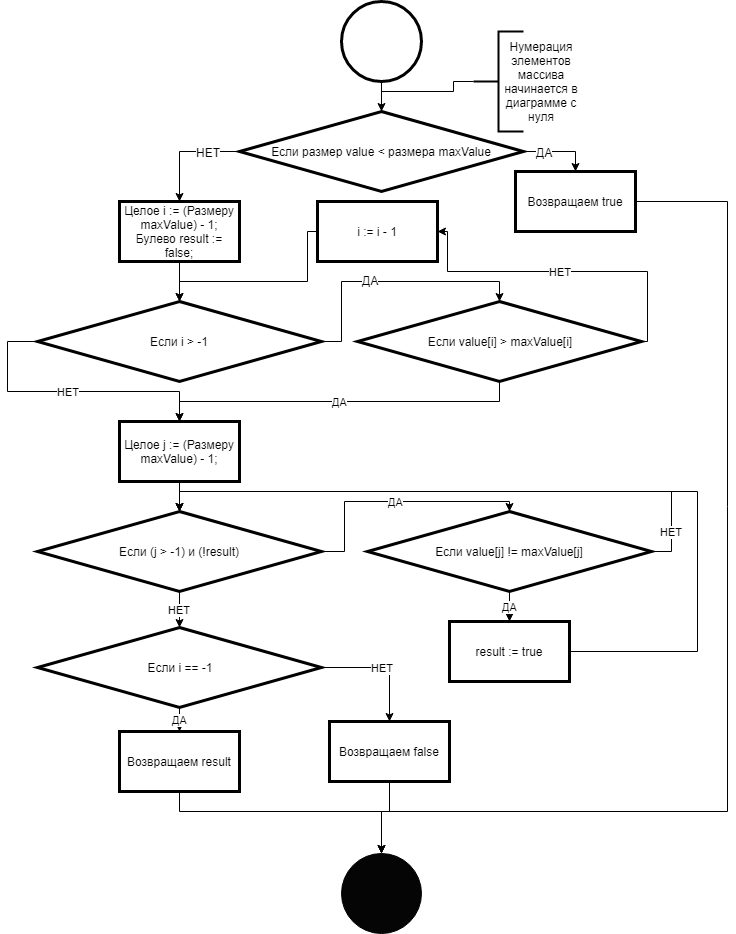 Нумерация
элементов
массива
начинается в
диаграмме с
нуля
Если размер value < размера maxValue
НЕТ
ДА
Целое i := (Размеру
maxValue) - 1;
Булево result :=
false;
i := i - 1
Возвращаем true
НЕТ
ДА
Если i > -1
Если value[i] > maxValue[i]
НЕТ
ДА
Целое j := (Размеру
maxValue) - 1;
ДА
НЕТ
Если (j > -1) и (!result)
Если value[j] != maxValue[j]
НЕТ
ДА
result := true
Если i == -1
НЕТ
ДА
Возвращаем result
Возвращаем false